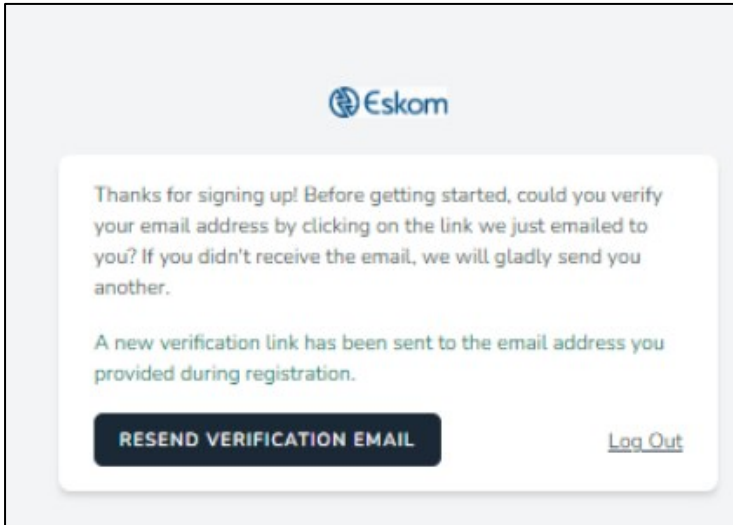 Eskom
Thanks for signing up! Before getting started, could you verify
your email address by clicking on the link we just emailed to
you? If you didn't receive the email, we will gladly send you
another.
A new verification link has been sent to the email address you
provided during registration.
RESEND VERIFICATION EMAIL
Log Out